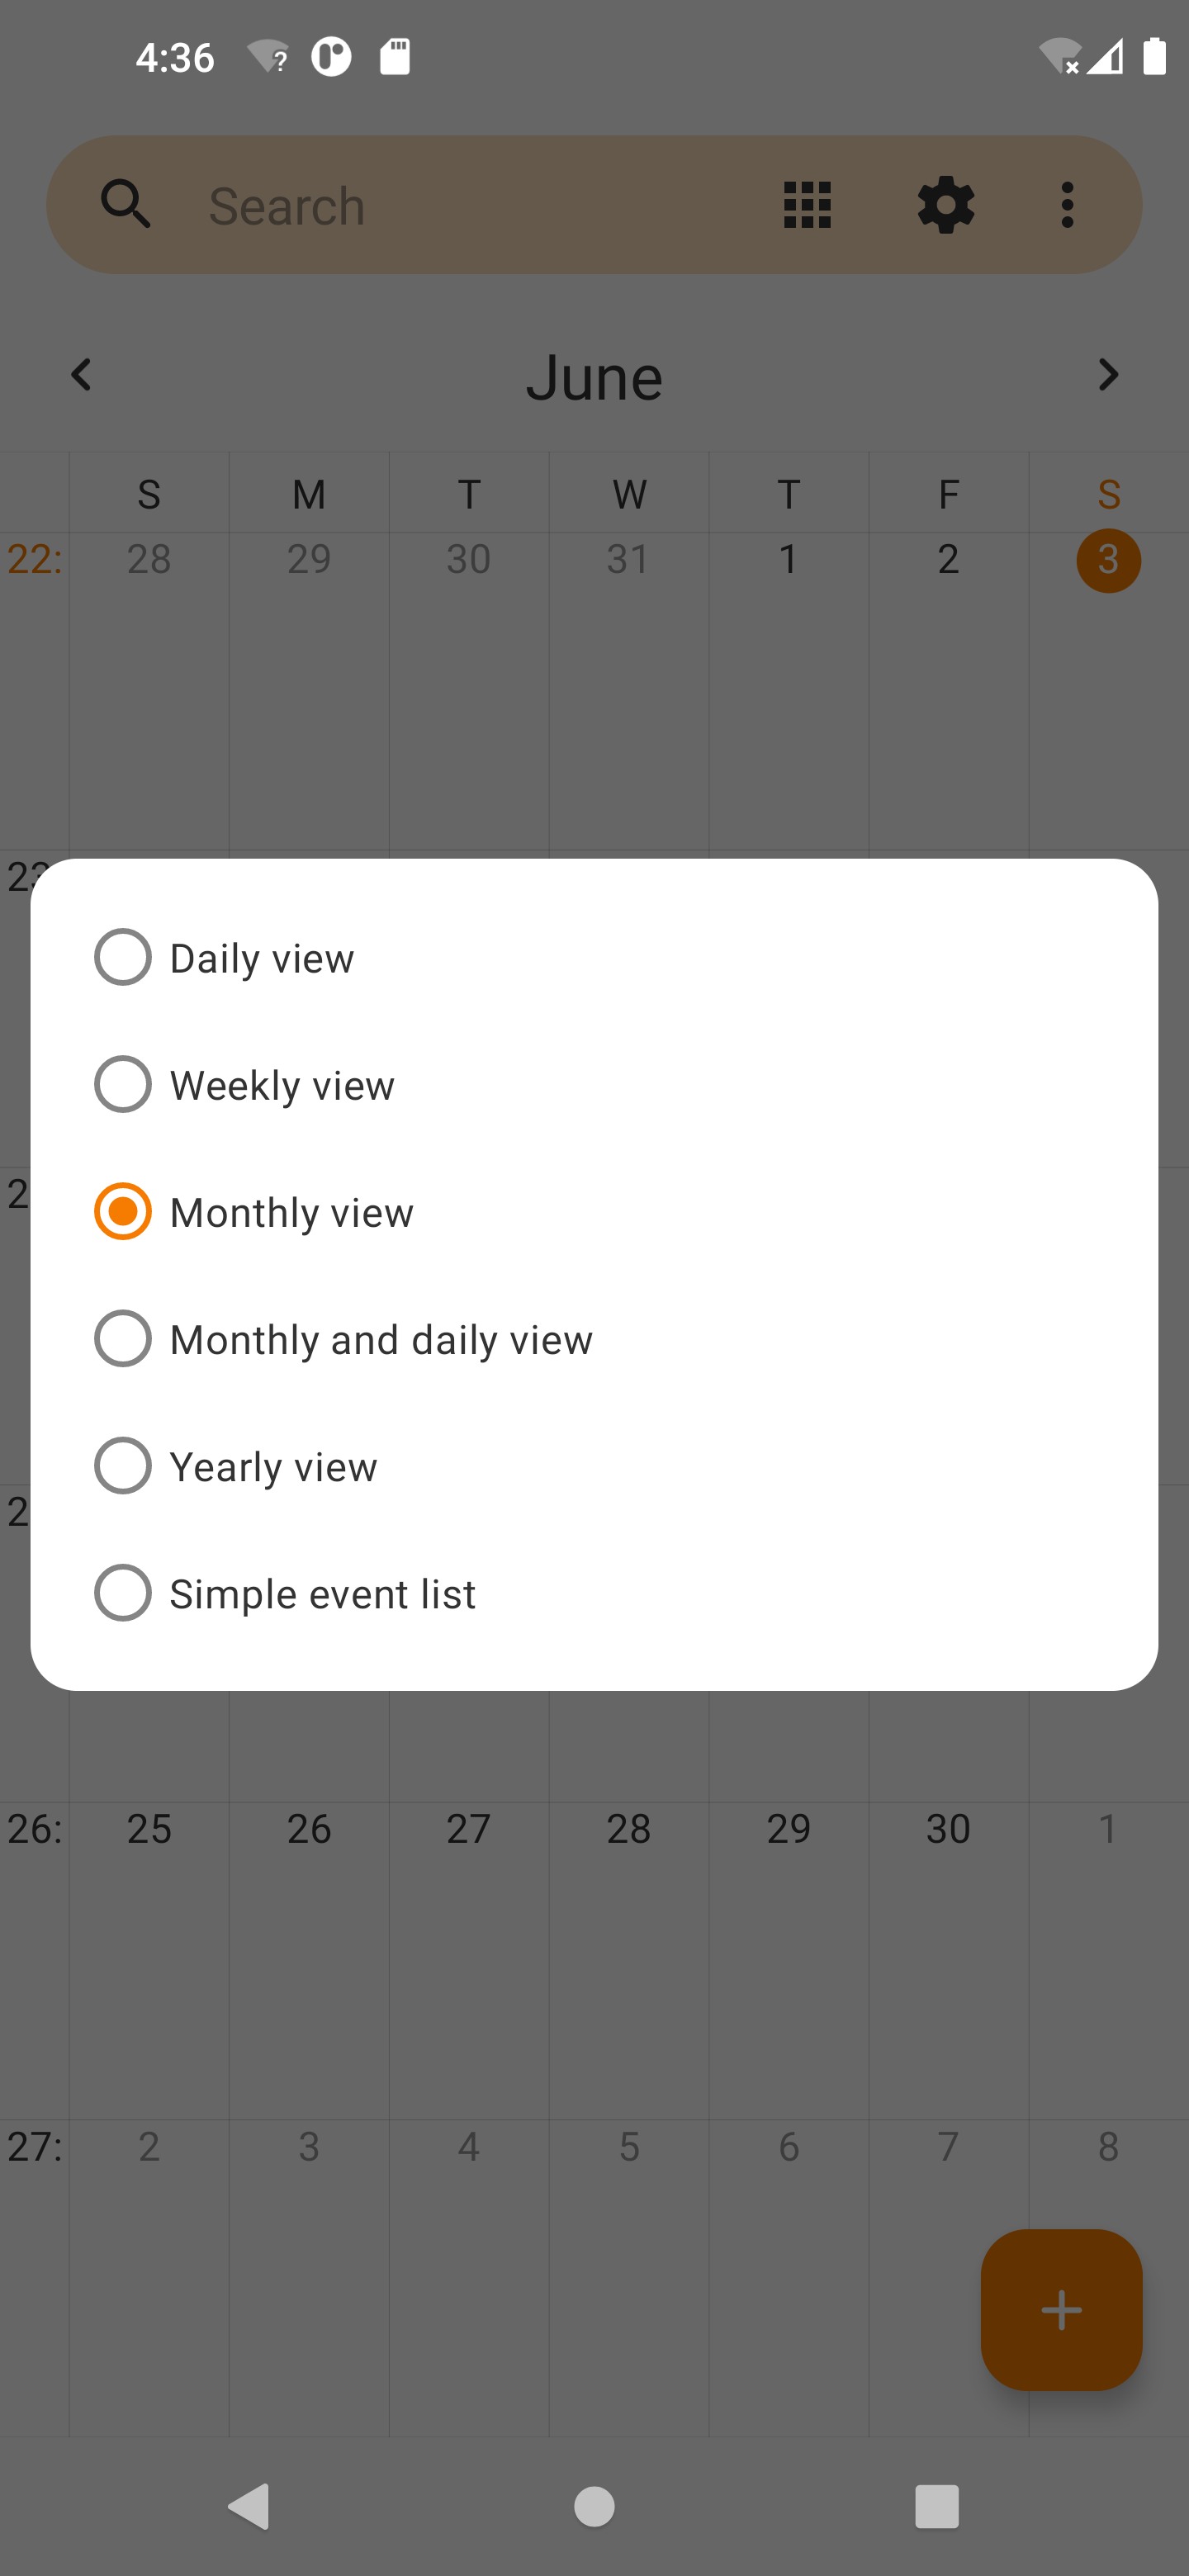 4:36
Search
June
S M T W T F S
22: 28 29 30 31 1 2 3
Daily view
Weekly view
Monthly view
Monthly and daily view
Yearly view
Simple event list
26: 25 26 27 28 29 30 1
27: 2 3 4 5 6 7 8